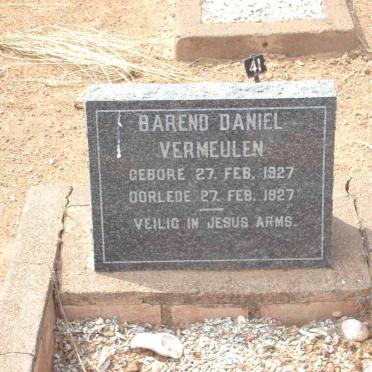 41
BAREND DANIEL
VERMEULEN
GEBORE 27. FEB. 1927
OORLEDE 27. FEB. 1927
VEILIG IN JESUS ARMS.